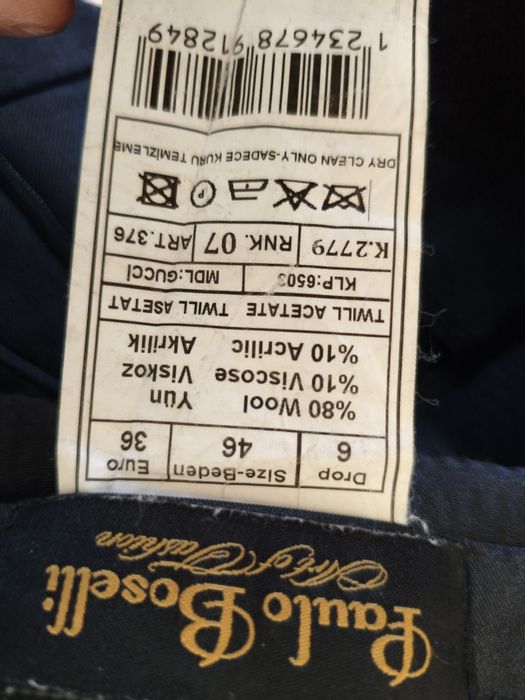 Paulo Boselli
Art of Fashion
Drop Size-Beden Euro
6 46 36
%80 Wool Yün
%10 Viscose Viskoz
%10 Acrilic Akrilik
TWILL ACETATE TWILL ASETAT
KLP:6503 MDL:GUCCİ
K.2779 RNK. 07 ART.376
P
DRY CLEAN ONLY-SADECE KURU TEMİZLEME
1 234678 912849